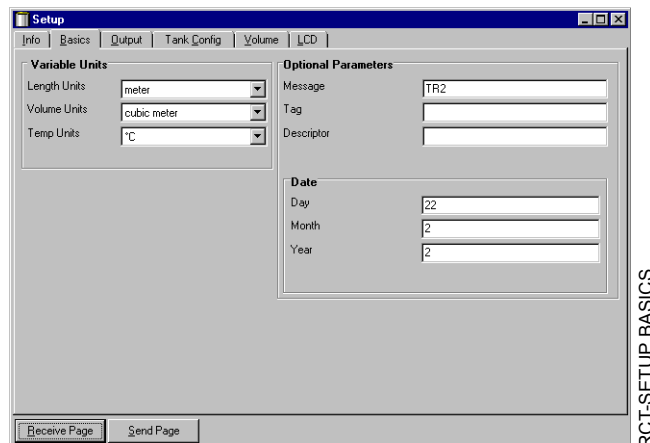 Setup
Info Basics Output Tank Config Volume LCD
Variable Units
Length Units meter
Volume Units cubic meter
Temp Units °C
Optional Parameters
Message TR2
Tag
Descriptor
Date
Day 22
Month 2
Year 2
Receive Page Send Page
RCT-SETUP BASICS